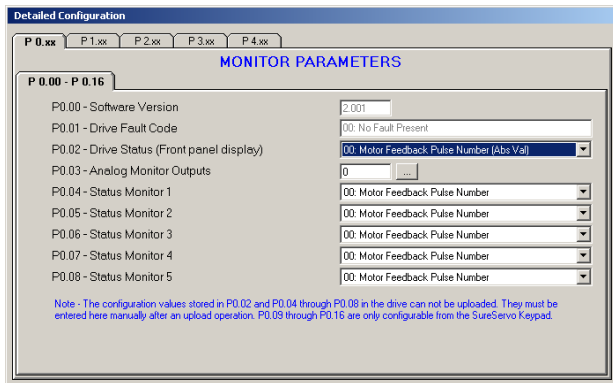 Detailed Configuration
P 0.xx P 1.xx P 2.xx P 3.xx P 4.xx
MONITOR PARAMETERS
P 0.00 - P 0.16
P0.00 - Software Version 2.001
P0.01 - Drive Fault Code 00: No Fault Present
P0.02 - Drive Status (Front panel display) 00: Motor Feedback Pulse Number (Abs Val)
P0.03 - Analog Monitor Outputs 0 ...
P0.04 - Status Monitor 1 00: Motor Feedback Pulse Number
P0.05 - Status Monitor 2 00: Motor Feedback Pulse Number
P0.06 - Status Monitor 3 00: Motor Feedback Pulse Number
P0.07 - Status Monitor 4 00: Motor Feedback Pulse Number
P0.08 - Status Monitor 5 00: Motor Feedback Pulse Number
Note - The configuration values stored in P0.02 and P0.04 through P0.08 in the drive can not be uploaded. They must be
entered here manually after an upload operation. P0.09 through P0.16 are only configurable from the SureServo Keypad.